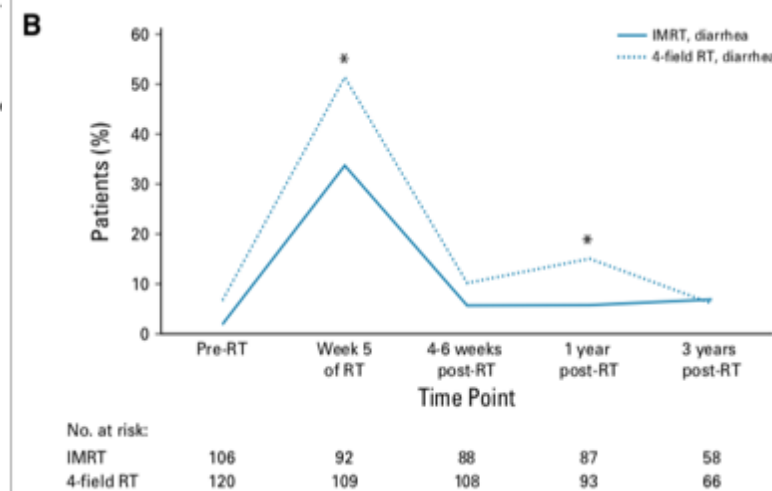 B
60
50
40
30
20
10
0
Patients (%)
*
*
IMRT, diarrhea
4-field RT, diarrhea
Pre-RT Week 5 of RT 4-6 weeks post-RT 1 year post-RT 3 years post-RT
Time Point
No. at risk:
IMRT 106 92 88 87 58
4-field RT 120 109 108 93 66